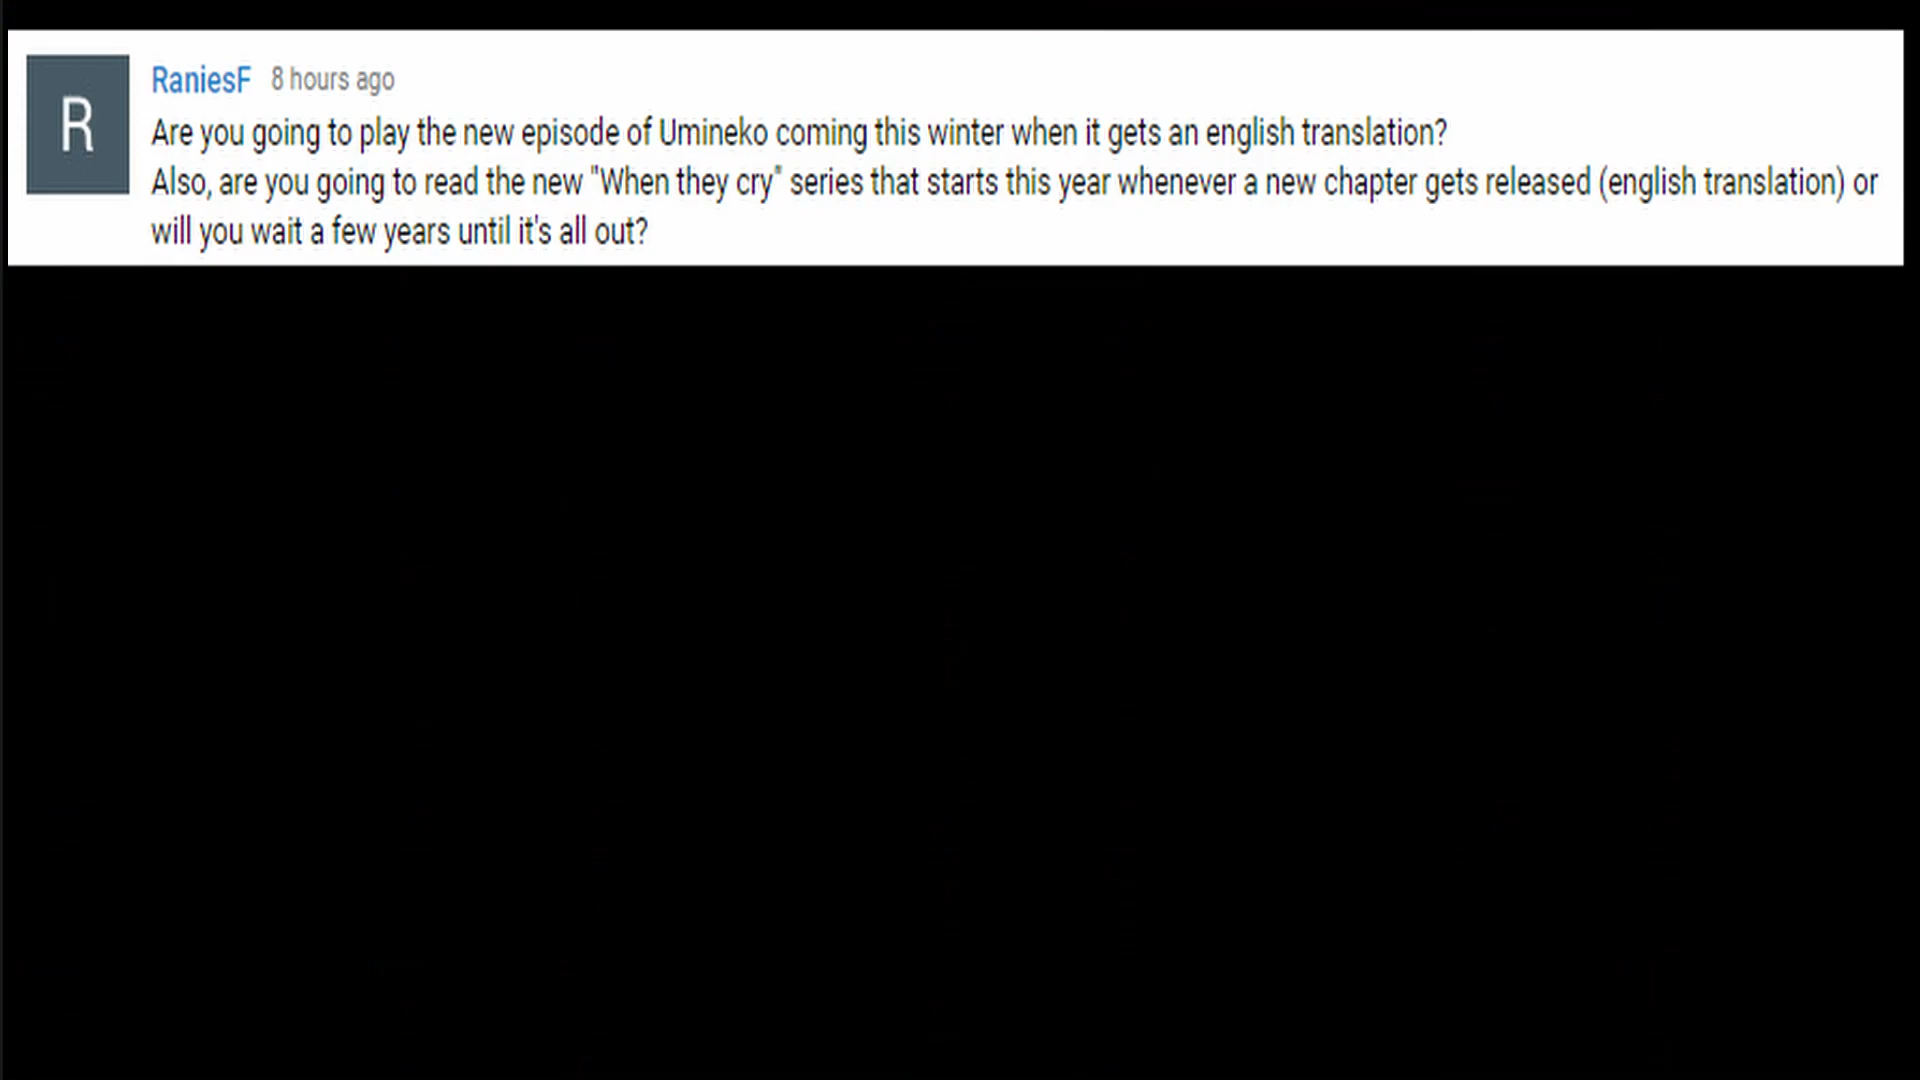 R
RaniesF 8 hours ago
Are you going to play the new episode of Umineko coming this winter when it gets an english translation?
Also, are you going to read the new "When they cry" series that starts this year whenever a new chapter gets released (english translation) or
will you wait a few years until it's all out?